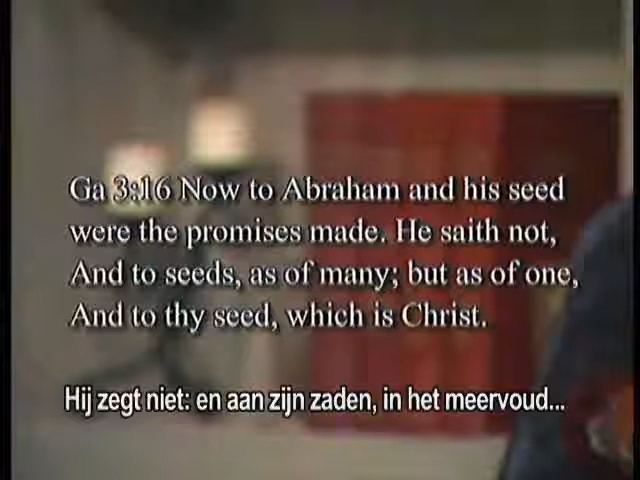 Ga 3:16 Now to Abraham and his seed
were the promises made. He saith not,
And to seeds, as of many; but as of one,
And to thy seed, which is Christ.
Hij zegt niet: en aan zijn zaden, in het meervoud...